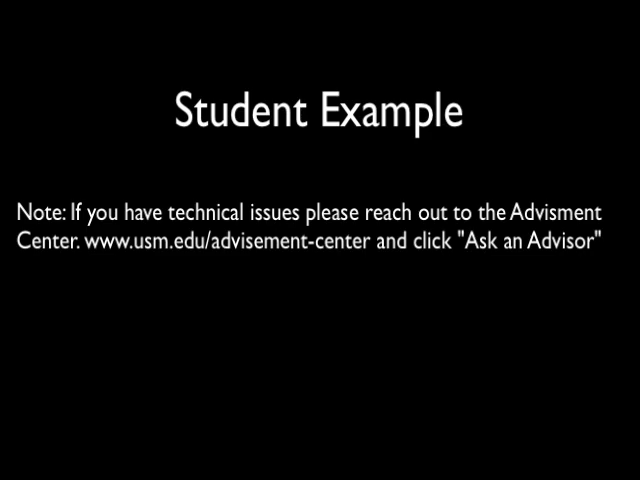 Student Example
Note: If you have technical issues please reach out to the Advisment
Center. www.usm.edu/advisement-center and click "Ask an Advisor"